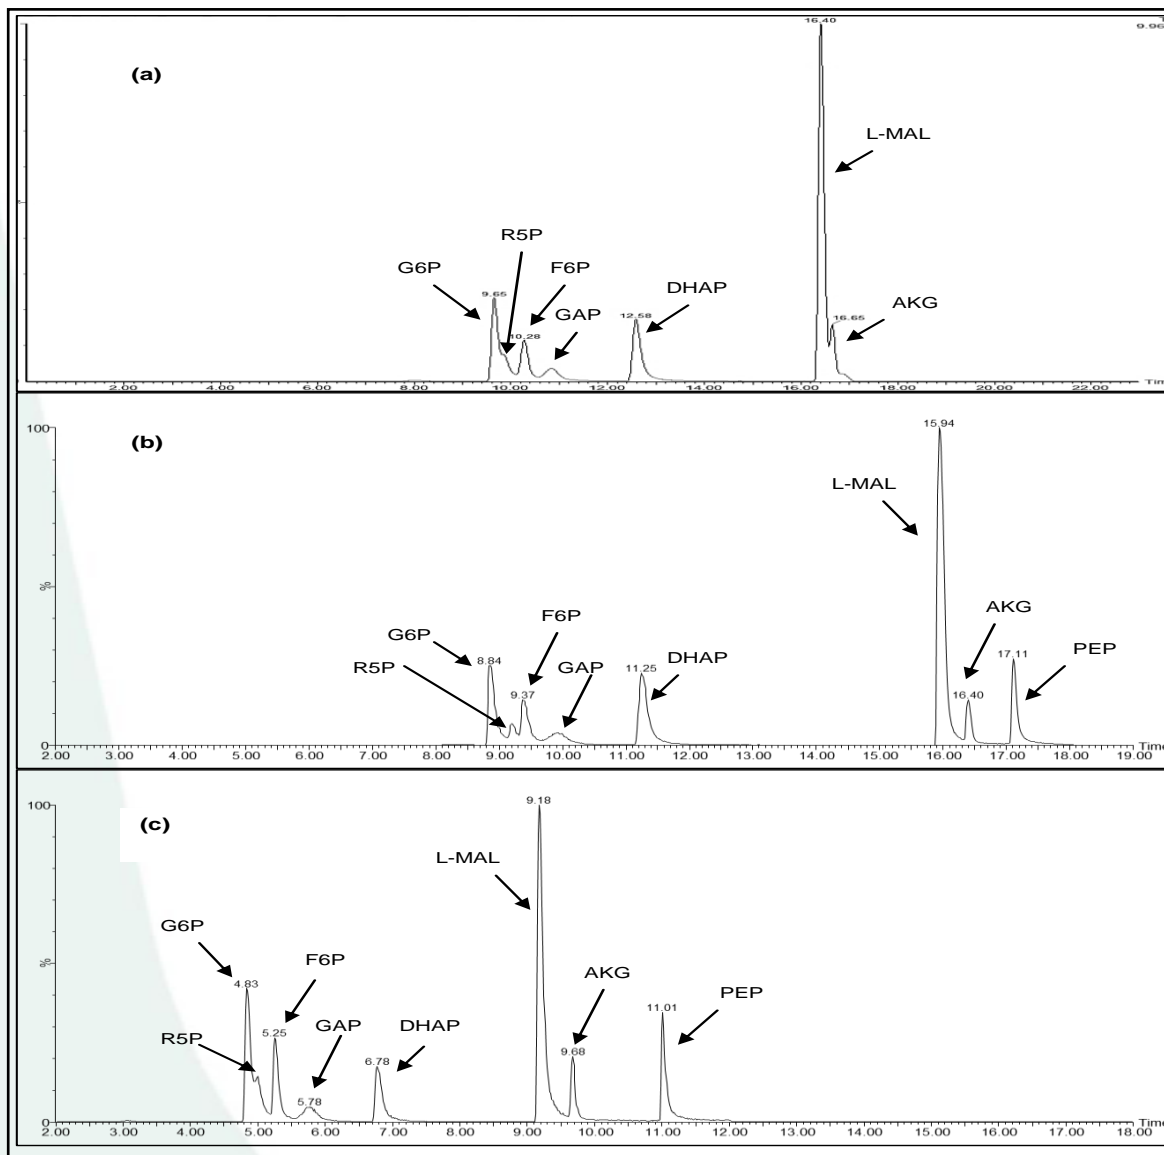 16.40
9.96
(a)
L-MAL
R5P
G6P
F6P
DHAP
GAP
AKG
9.65
10.28
12.58
16.65
2.00 4.00 6.00 8.00 10.00 12.00 14.00 16.00 18.00 20.00 22.00
100
(b)
15.94
L-MAL
AKG
F6P
G6P
PEP
R5P
GAP
DHAP
8.84
9.37
11.25
17.11
16.40
%
0
2.00 3.00 4.00 5.00 6.00 7.00 8.00 9.00 10.00 11.00 12.00 13.00 14.00 15.00 16.00 17.00 18.00 19.00
Time
100
(c)
9.18
L-MAL
G6P
F6P
AKG
PEP
4.83
R5P
GAP
DHAP
5.25
5.78
6.78
9.68
11.01
%
0
2.00 3.00 4.00 5.00 6.00 7.00 8.00 9.00 10.00 11.00 12.00 13.00 14.00 15.00 16.00 17.00 18.00
Time